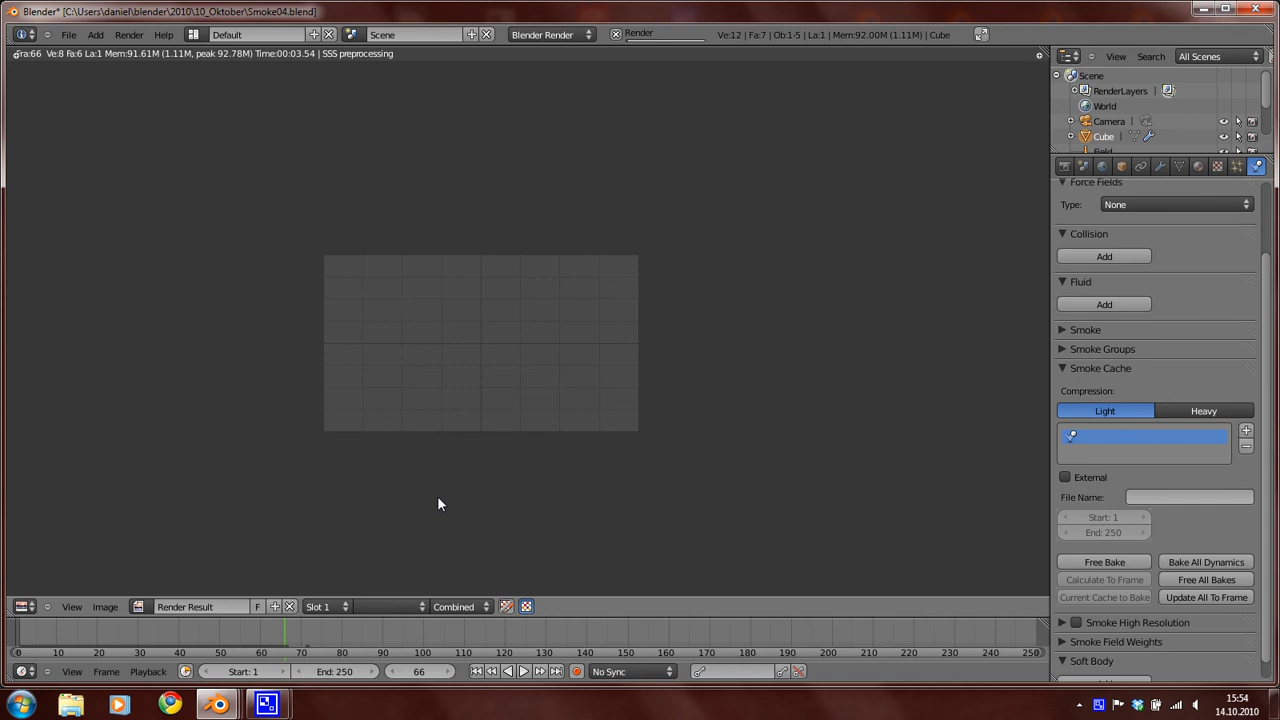 Blender* [C:\Users\daniel\blender\2010\10_Oktober\Smoke04.blend]
File Add Render Help Default Scene Blender Render Render Ve:12 | Fa:7 | Ob:1-5 | La:1 | Mem:92.00M (1.11M) | Cube
Fra:66 Ve:8 Fa:6 La:1 Mem:91.61M (1.11M, peak 92.78M) Time:00:03.54 | SSS preprocessing
View Search All Scenes
Scene
RenderLayers
World
Camera
Cube
Field
Force Fields
Type: None
Collision
Add
Fluid
Add
Smoke
Smoke Groups
Smoke Cache
Compression:
Light Heavy
External
File Name:
Start: 1
End: 250
Free Bake Bake All Dynamics
Calculate To Frame Free All Bakes
Current Cache to Bake Update All To Frame
Smoke High Resolution
Smoke Field Weights
Soft Body
View Image Render Result F Slot 1 Combined
0 10 20 30 40 50 60 70 80 90 100 110 120 130 140 150 160 170 180 190 200 210 220 230 240 250
View Frame Playback Start: 1 End: 250 66 No Sync
15:54
14.10.2010